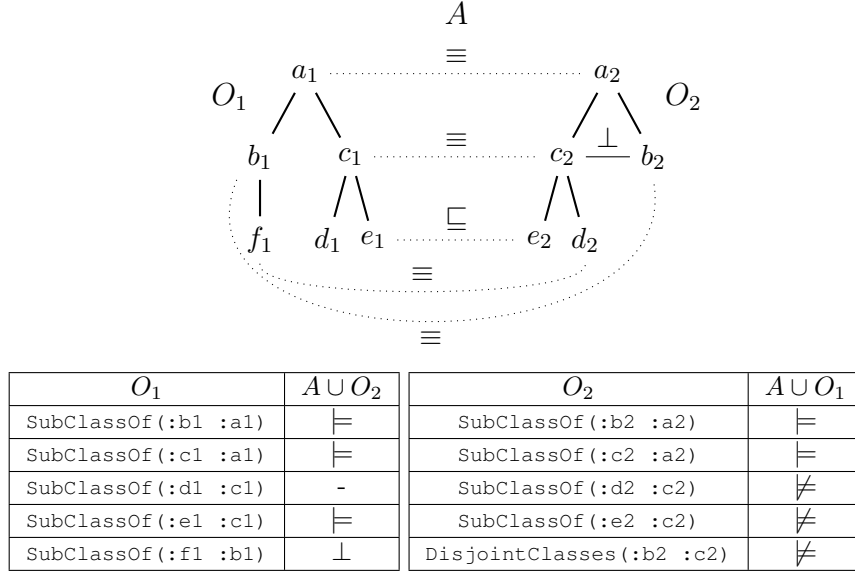 A
≡
a₁ a₂
O₁ O₂
≡ ⊥
b₁ c₁ c₂ b₂
⊑
f₁ d₁ e₁ e₂ d₂
≡
≡
O₁ A ∪ O₂ O₂ A ∪ O₁
SubClassOf(:b1 :a1) ⊨ SubClassOf(:b2 :a2) ⊨
SubClassOf(:c1 :a1) ⊨ SubClassOf(:c2 :a2) ⊨
SubClassOf(:d1 :c1) - SubClassOf(:d2 :c2) ⊭
SubClassOf(:e1 :c1) ⊨ SubClassOf(:e2 :c2) ⊭
SubClassOf(:f1 :b1) ⊥ DisjointClasses(:b2 :c2) ⊭